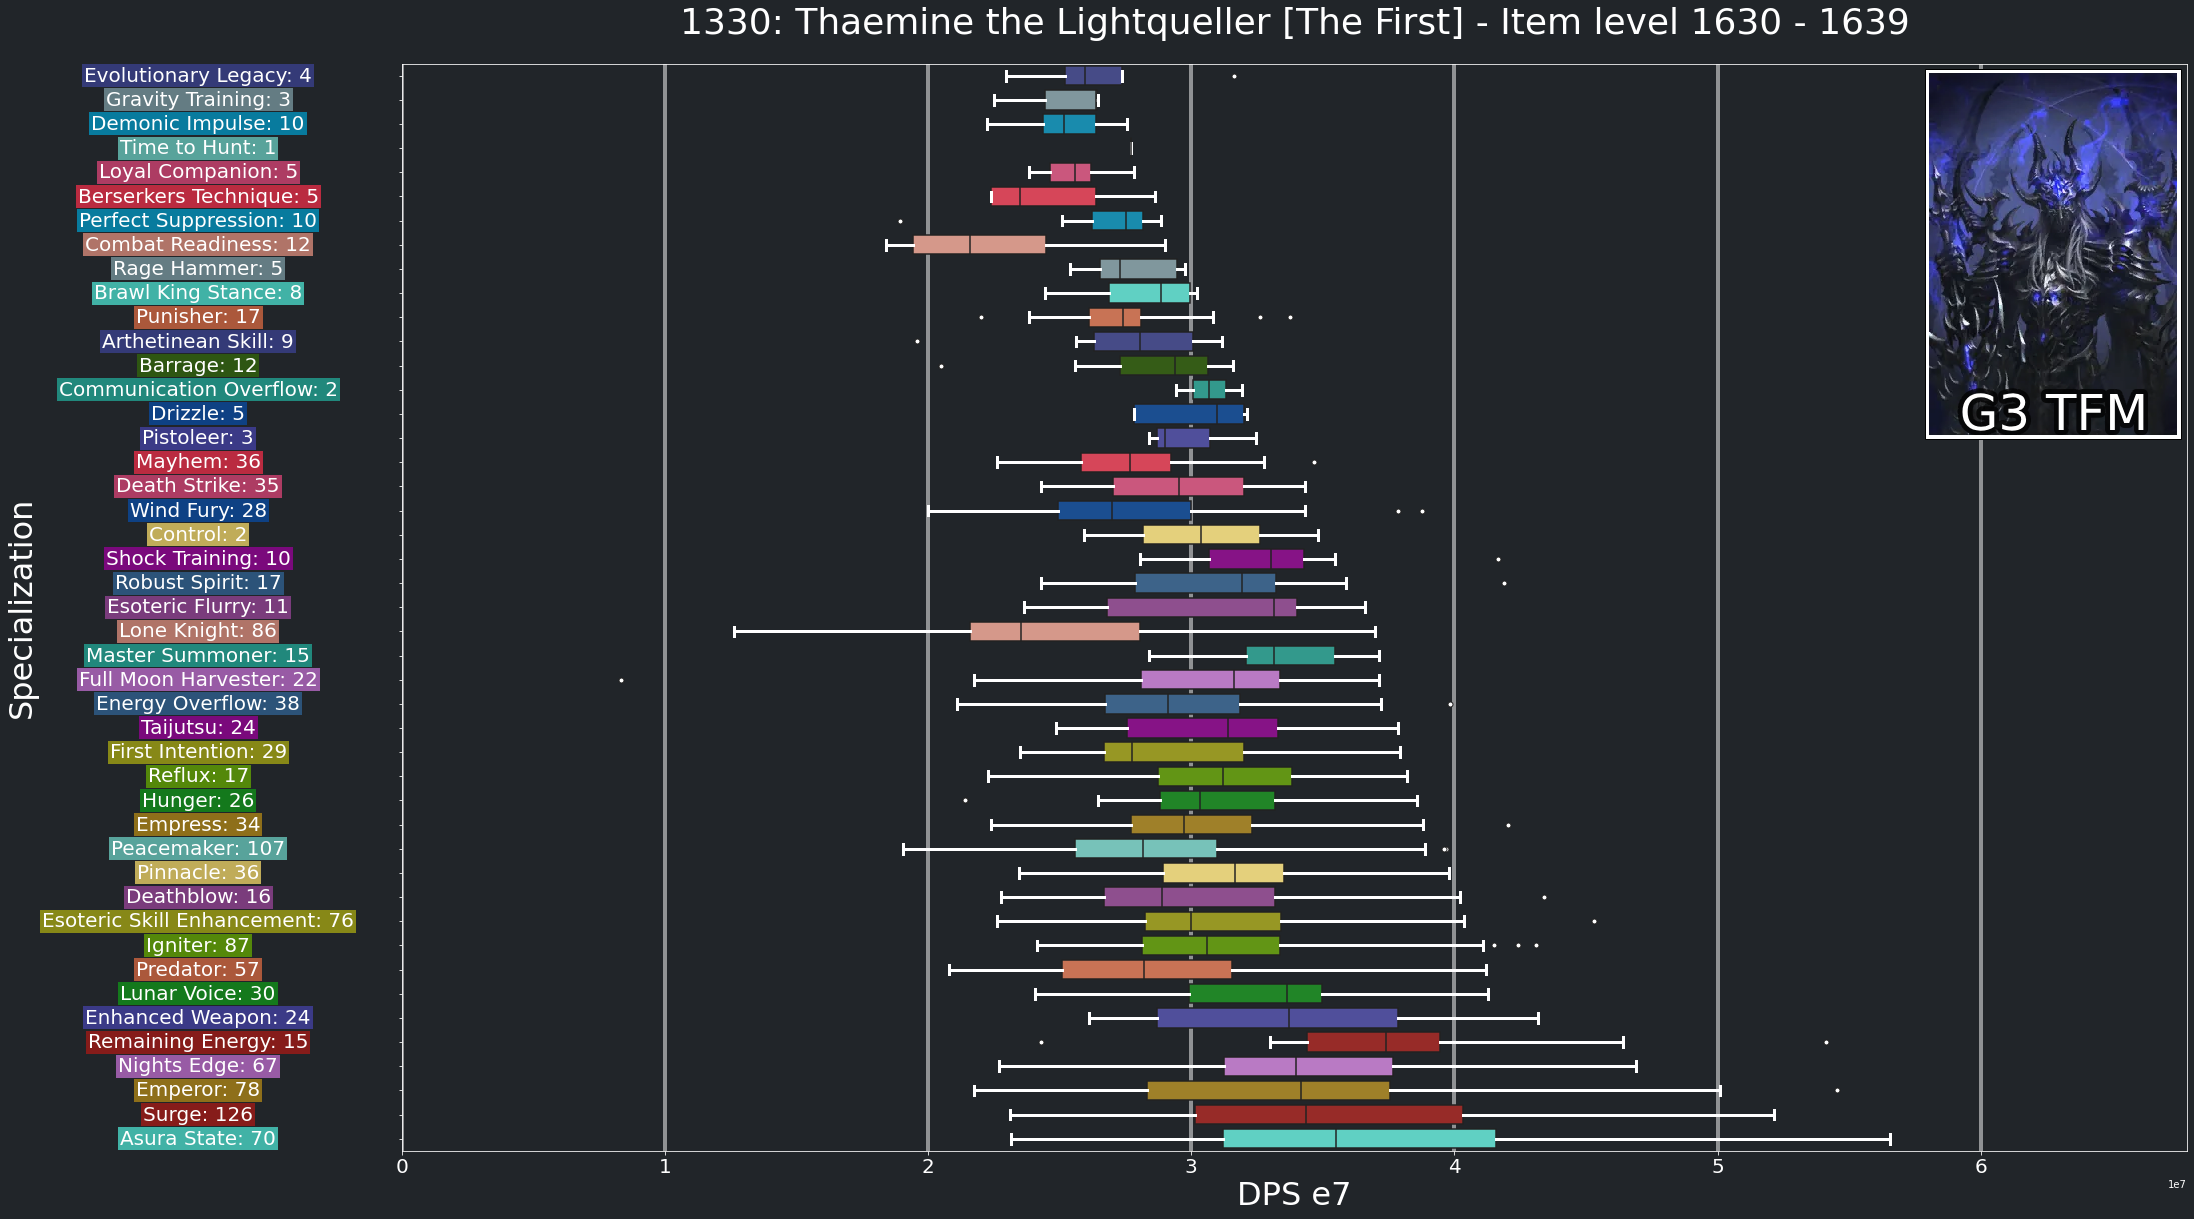 1330: Thaemine the Lightqueller [The First] - Item level 1630 - 1639
Evolutionary Legacy: 4
Gravity Training: 3
Demonic Impulse: 10
Time to Hunt: 1
Loyal Companion: 5
Berserkers Technique: 5
Perfect Suppression: 10
Combat Readiness: 12
Rage Hammer: 5
Brawl King Stance: 8
Punisher: 17
Arthetinean Skill: 9
Barrage: 12
Communication Overflow: 2
Drizzle: 5
Pistoleer: 3
Mayhem: 36
Death Strike: 35
Wind Fury: 28
Control: 2
Shock Training: 10
Robust Spirit: 17
Esoteric Flurry: 11
Lone Knight: 86
Master Summoner: 15
Full Moon Harvester: 22
Energy Overflow: 38
Taijutsu: 24
First Intention: 29
Reflux: 17
Hunger: 26
Empress: 34
Peacemaker: 107
Pinnacle: 36
Deathblow: 16
Esoteric Skill Enhancement: 76
Igniter: 87
Predator: 57
Lunar Voice: 30
Enhanced Weapon: 24
Remaining Energy: 15
Nights Edge: 67
Emperor: 78
Surge: 126
Asura State: 70
Specialization
G3 TFM
0 1 2 3 4 5 6
DPS e7
1e7